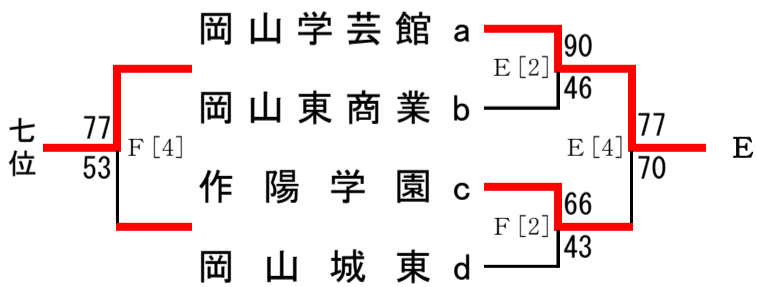 岡山学芸館 a
90
E[2]
46
岡山東商業 b
七位
77
53
F[4]
77
E[4]
70
E
作陽学園 c
66
F[2]
43
岡山城東 d